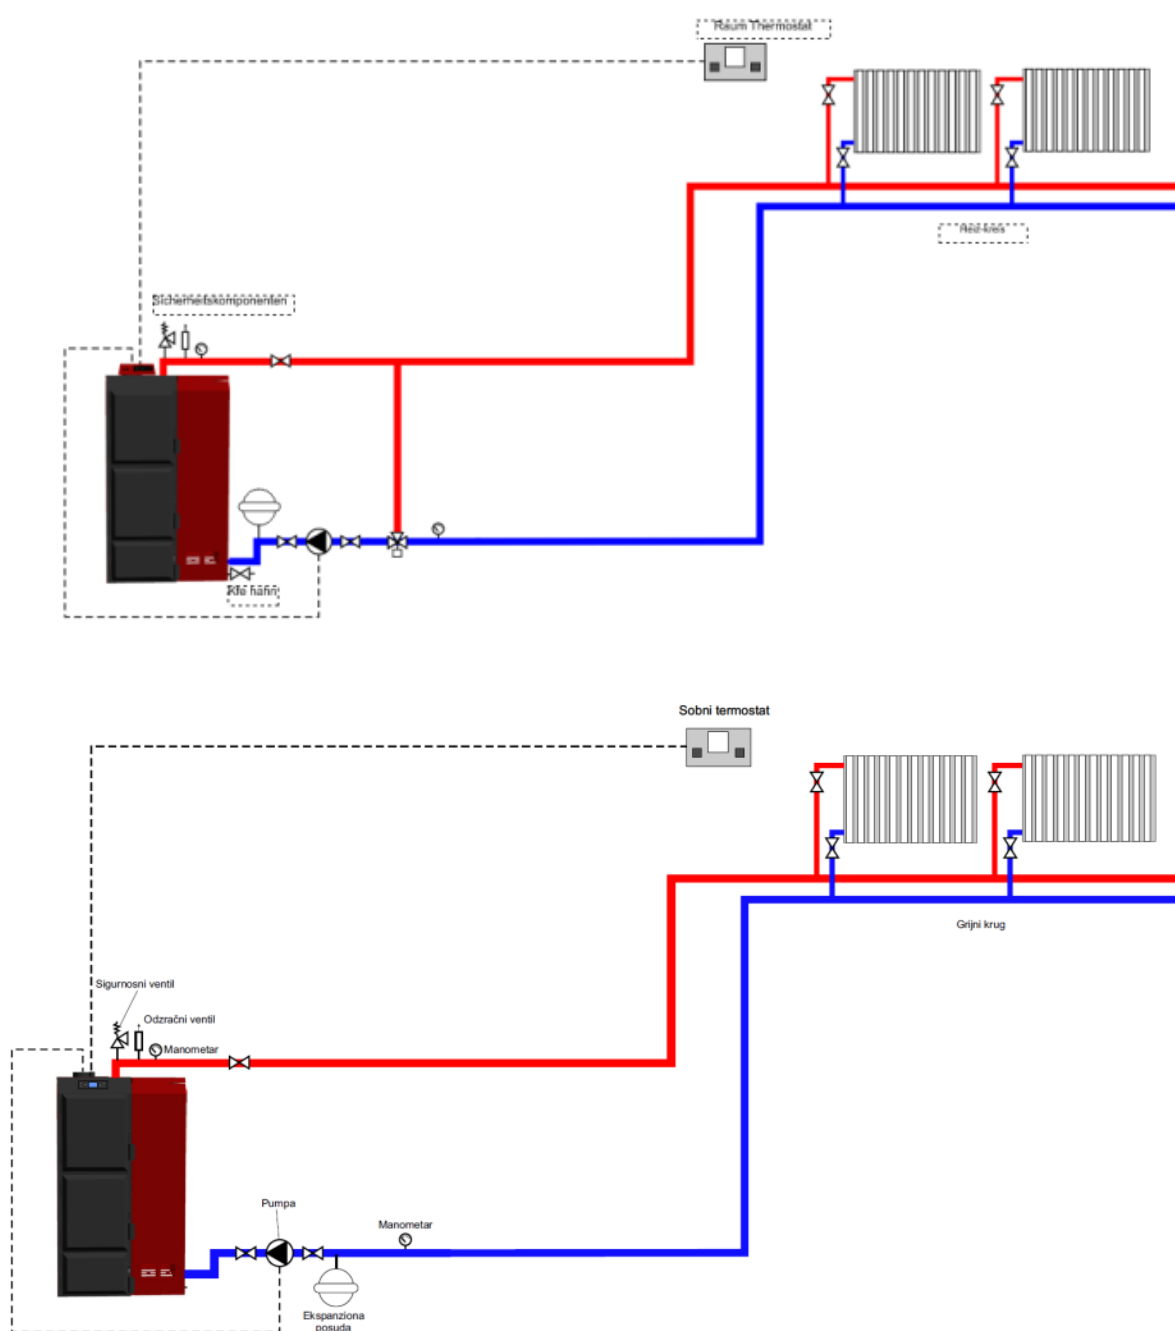 Raum Thermostat
Heiz-kreis
Sicherheitskomponenten
Kfe hahn
Sobni termostat
Grijni krug
Sigurnosni ventil
Odzračni ventil
Manometar
Pumpa
Manometar
Ekspanziona
posuda